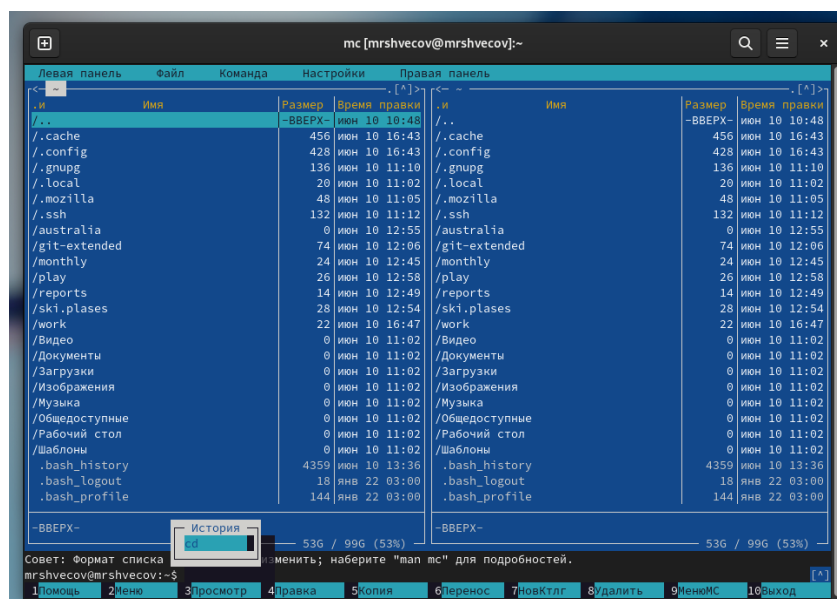 mc [mrshvecov@mrshvecov]:~
Левая панель Файл Команда Настройки Правая панель
<— ~ .[^]> <— ~ .[^]>
.и Имя Размер Время правки .и Имя Размер Время правки
/.. -ВВЕРХ- июн 10 10:48 /.. -ВВЕРХ- июн 10 10:48
/.cache 456 июн 10 16:43 /.cache 456 июн 10 16:43
/.config 428 июн 10 16:43 /.config 428 июн 10 16:43
/.gnupg 136 июн 10 11:10 /.gnupg 136 июн 10 11:10
/.local 20 июн 10 11:02 /.local 20 июн 10 11:02
/.mozilla 48 июн 10 11:05 /.mozilla 48 июн 10 11:05
/.ssh 132 июн 10 11:12 /.ssh 132 июн 10 11:12
/australia 0 июн 10 12:55 /australia 0 июн 10 12:55
/git-extended 74 июн 10 12:06 /git-extended 74 июн 10 12:06
/monthly 24 июн 10 12:45 /monthly 24 июн 10 12:45
/play 26 июн 10 12:58 /play 26 июн 10 12:58
/reports 14 июн 10 12:49 /reports 14 июн 10 12:49
/ski.plases 28 июн 10 12:54 /ski.plases 28 июн 10 12:54
/work 22 июн 10 16:47 /work 22 июн 10 16:47
/Видео 0 июн 10 11:02 /Видео 0 июн 10 11:02
/Документы 0 июн 10 11:02 /Документы 0 июн 10 11:02
/Загрузки 0 июн 10 11:02 /Загрузки 0 июн 10 11:02
/Изображения 0 июн 10 11:02 /Изображения 0 июн 10 11:02
/Музыка 0 июн 10 11:02 /Музыка 0 июн 10 11:02
/Общедоступные 0 июн 10 11:02 /Общедоступные 0 июн 10 11:02
/Рабочий стол 0 июн 10 11:02 /Рабочий стол 0 июн 10 11:02
/Шаблоны 0 июн 10 11:02 /Шаблоны 0 июн 10 11:02
.bash_history 4359 июн 10 13:36 .bash_history 4359 июн 10 13:36
.bash_logout 18 янв 22 03:00 .bash_logout 18 янв 22 03:00
.bash_profile 144 янв 22 03:00 .bash_profile 144 янв 22 03:00
-ВВЕРХ- История -ВВЕРХ-
cd 53G / 99G (53%) 53G / 99G (53%)
Совет: Формат списка изменить; наберите "man mc" для подробностей.
mrshvecov@mrshvecov:~$ [^]
1Помощь 2Меню 3Просмотр 4Правка 5Копия 6Перенос 7НовКтлг 8Удалить 9МенюМС 10Выход